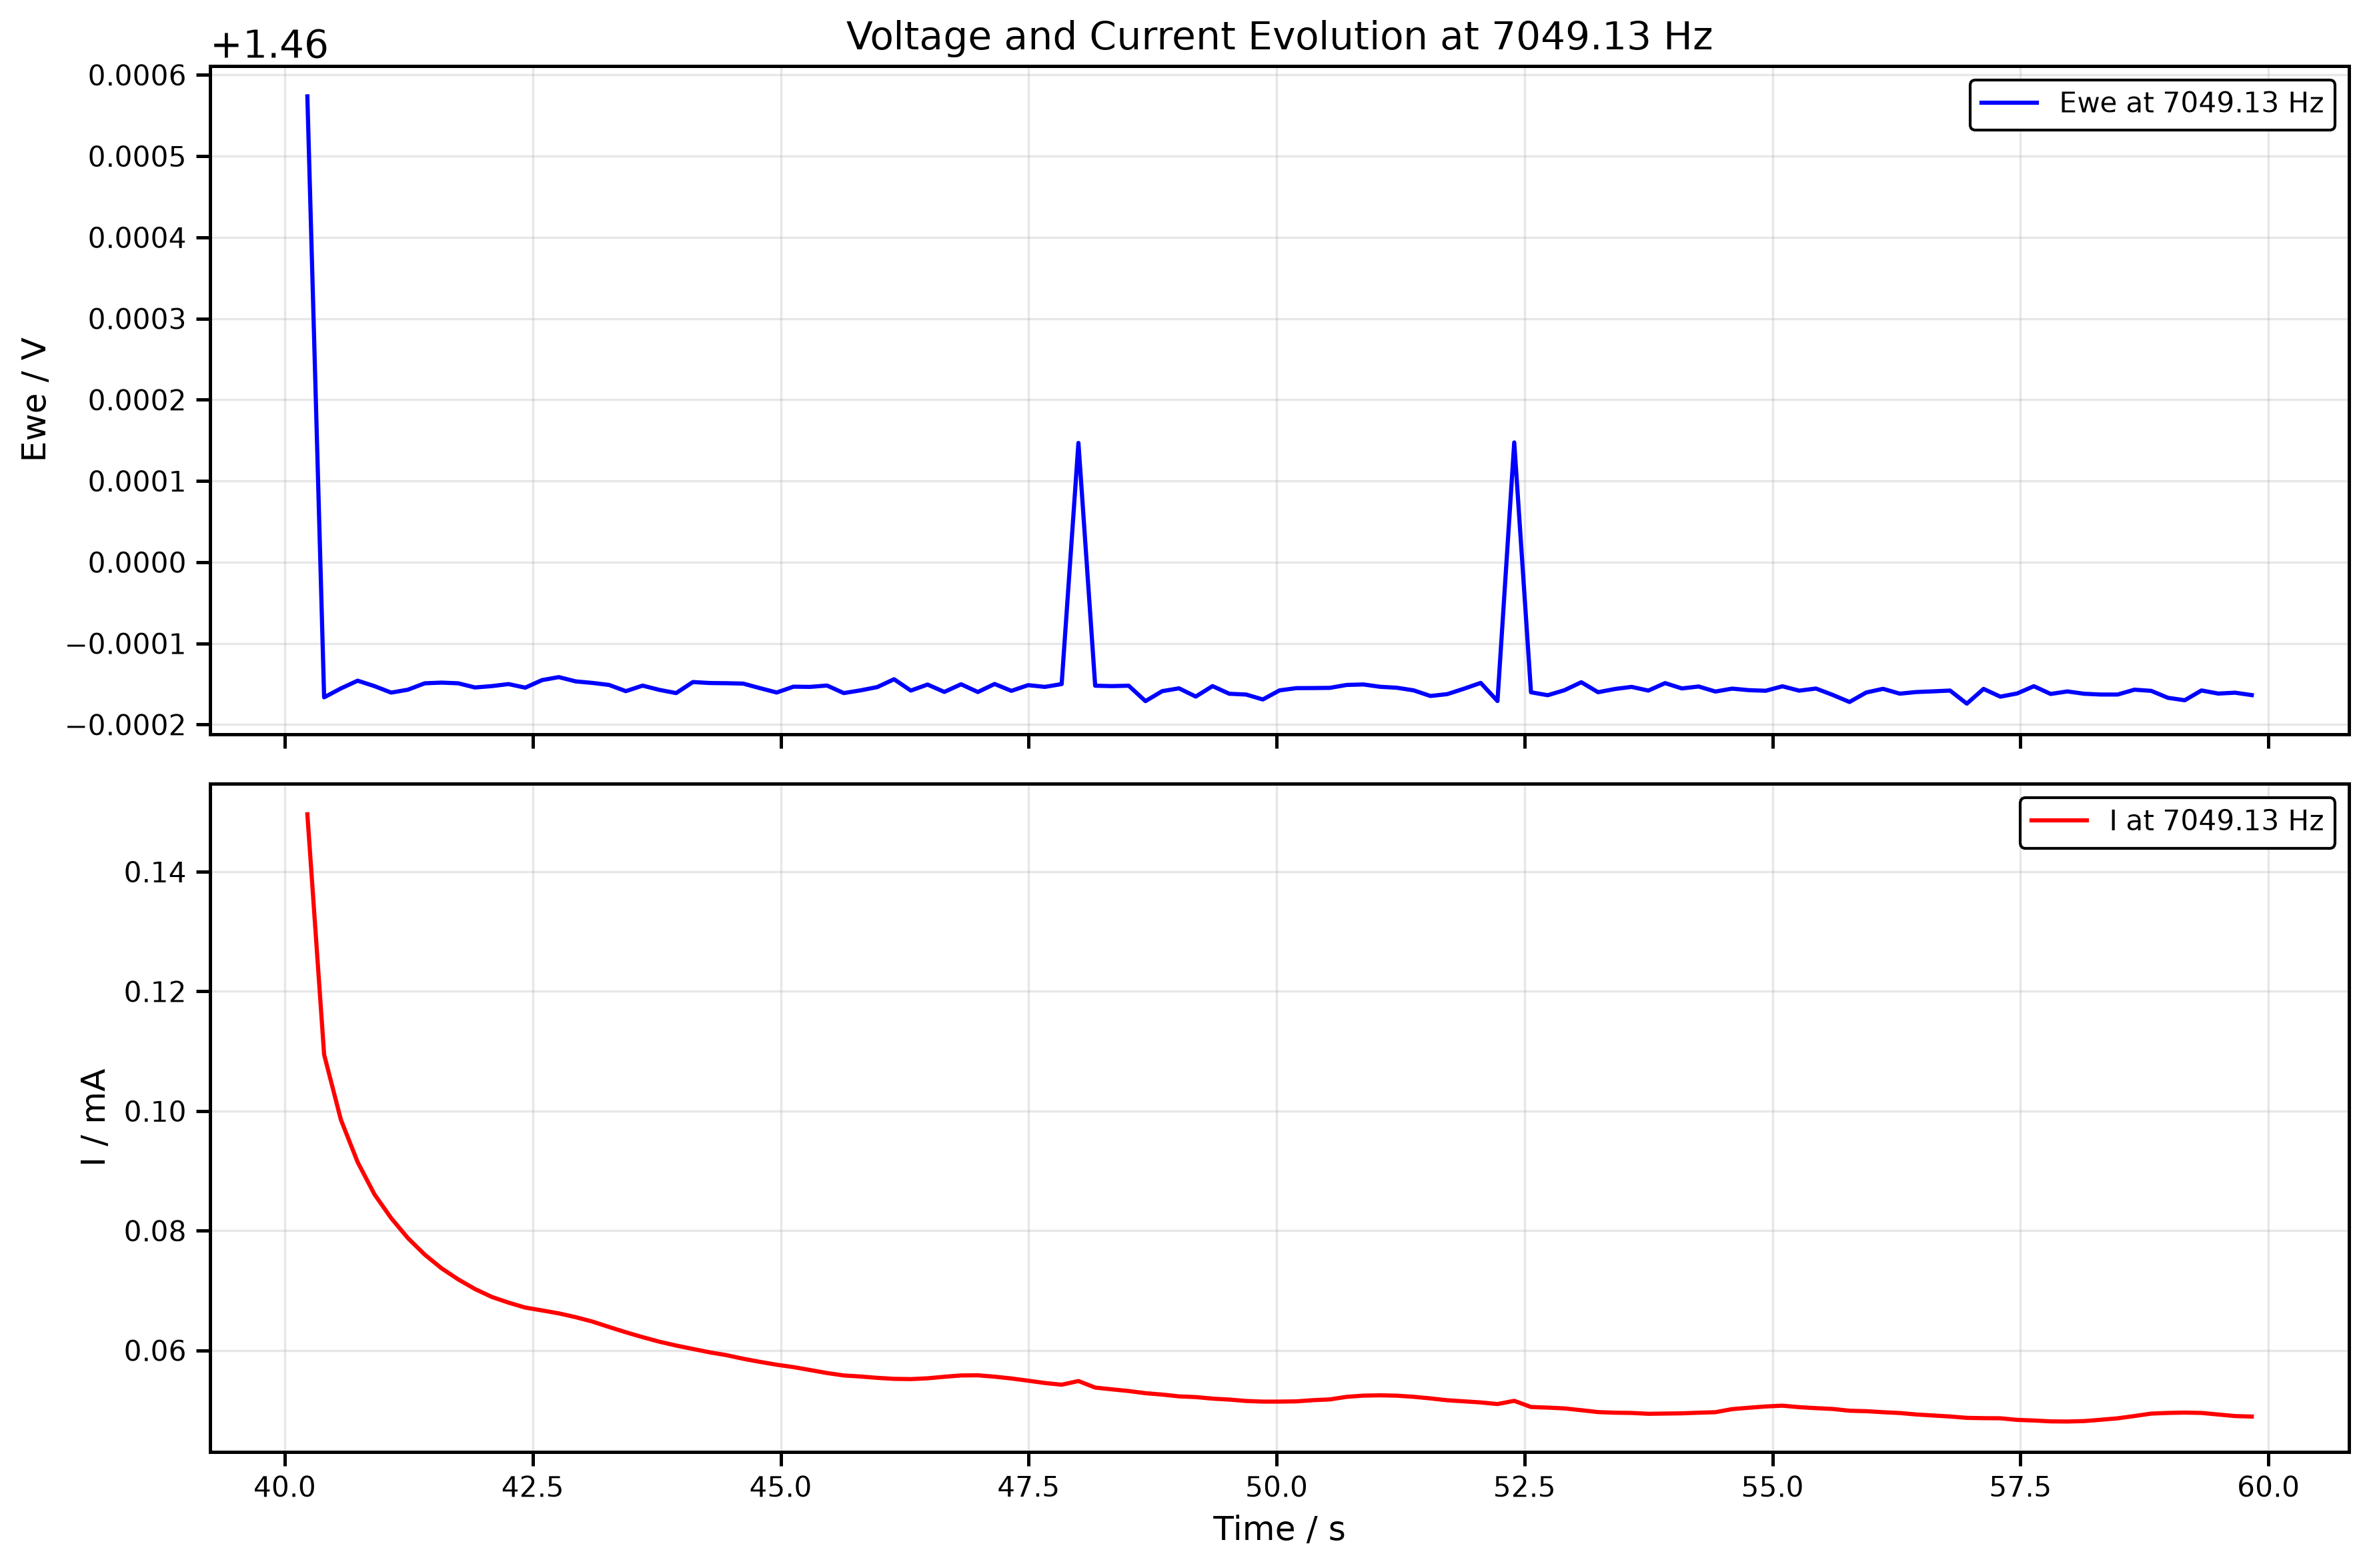 Voltage and Current Evolution at 7049.13 Hz
+1.46
Ewe at 7049.13 Hz
0.0006
0.0005
0.0004
0.0003
0.0002
0.0001
0.0000
−0.0001
−0.0002
Ewe / V
I at 7049.13 Hz
0.14
0.12
0.10
0.08
0.06
I / mA
40.0 42.5 45.0 47.5 50.0 52.5 55.0 57.5 60.0
Time / s